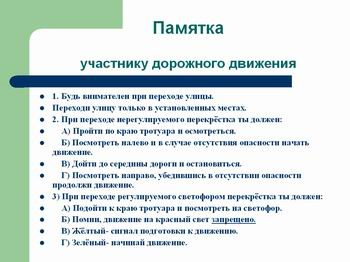 Памятка
участнику дорожного движения
1. Будь внимателен при переходе улицы.
Переходи улицу только в установленных местах.
2. При переходе нерегулируемого перекрёстка ты должен:
А) Пройти по краю тротуара и осмотреться.
Б) Посмотреть налево и в случае отсутствия опасности начать
движение.
В) Дойти до середины дороги и остановиться.
Г) Посмотреть направо, убедившись в отсутствии опасности
продолжи движение.
3) При переходе регулируемого светофором перекрёстка ты должен:
А) Подойти к краю тротуара и посмотреть на светофор.
Б) Помни, движение на красный свет запрещено.
В) Жёлтый- сигнал подготовки к движению.
Г) Зелёный- начинай движение.